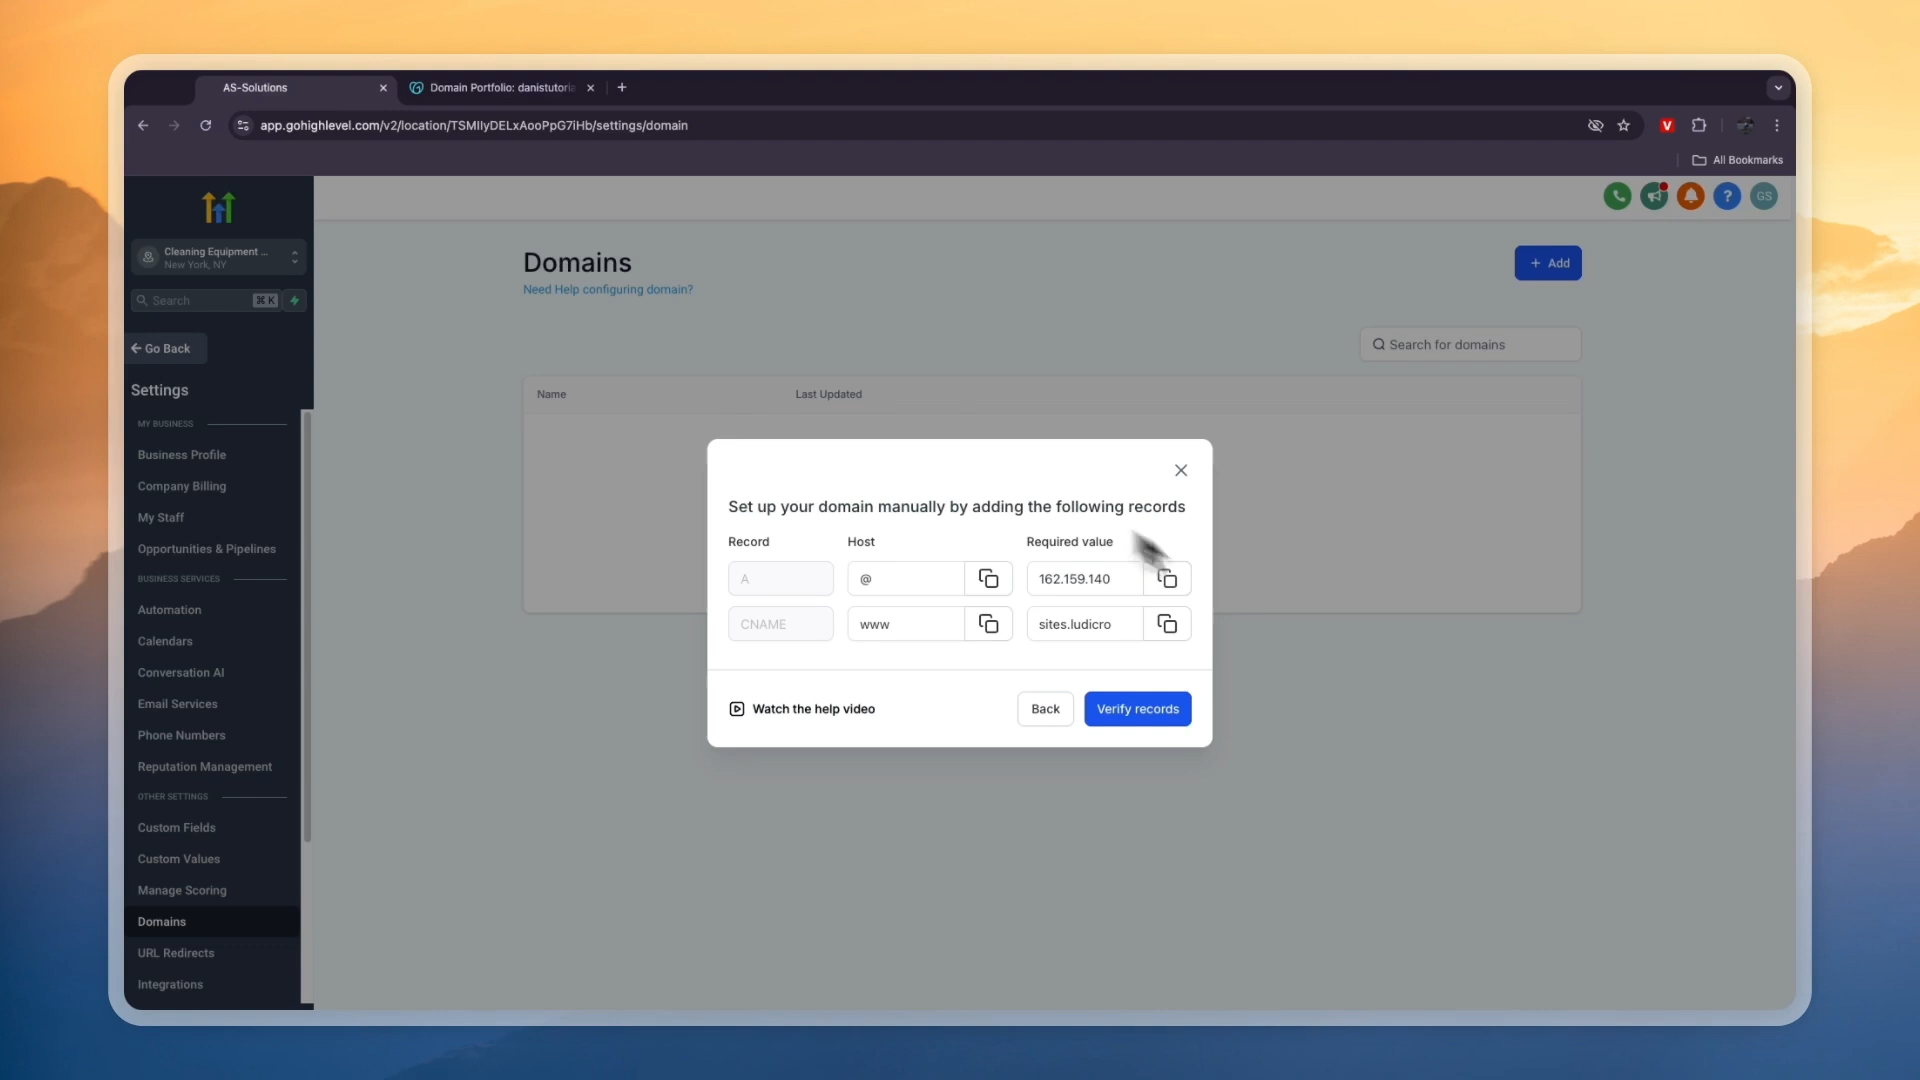 AS-Solutions
Domain Portfolio: danistutoria
app.gohighlevel.com/v2/location/TSMIlyDELxAooPpG7iHb/settings/domain
V
All Bookmarks
Cleaning Equipment ...
New York, NY
Search
⌘ K
Go Back
Settings
MY BUSINESS
Business Profile
Company Billing
My Staff
Opportunities & Pipelines
BUSINESS SERVICES
Automation
Calendars
Conversation AI
Email Services
Phone Numbers
Reputation Management
OTHER SETTINGS
Custom Fields
Custom Values
Manage Scoring
Domains
URL Redirects
Integrations
?
GS
Domains
Need Help configuring domain?
+ Add
Search for domains
Name
Last Updated
Set up your domain manually by adding the following records
Record
Host
Required value
A
@
162.159.140
CNAME
www
sites.ludicro
Watch the help video
Back
Verify records